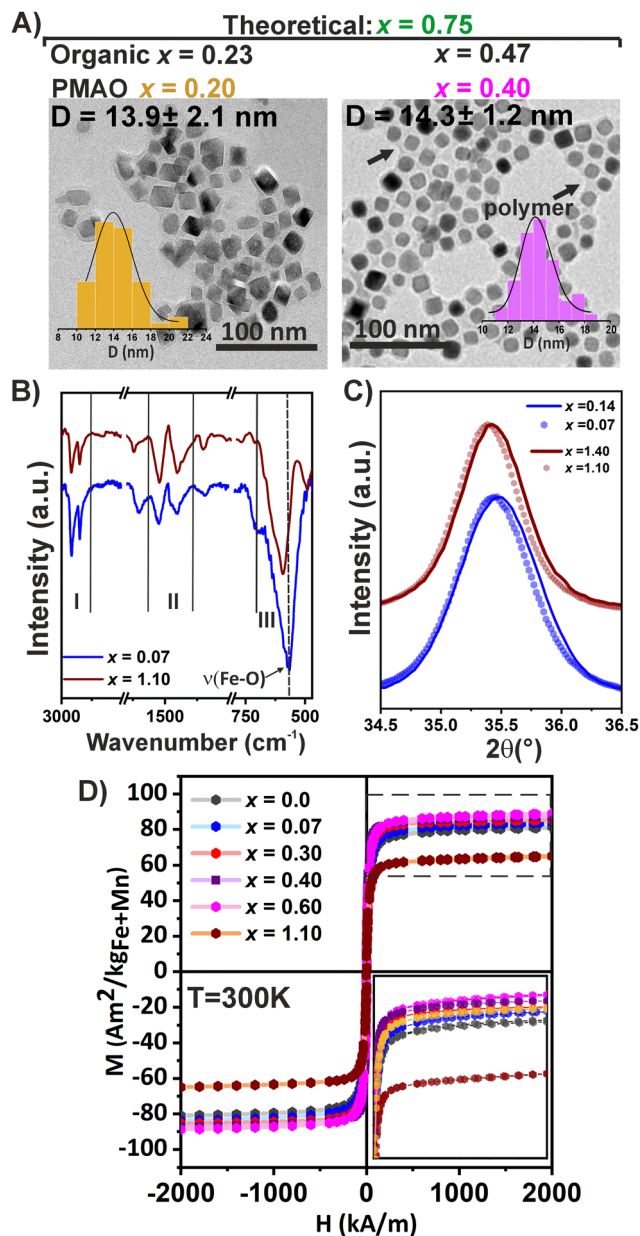 A)
Theoretical: x = 0.75
Organic x = 0.23
x = 0.47
PMAO x = 0.20
x = 0.40
D = 13.9± 2.1 nm
D = 14.3± 1.2 nm
polymer
100 nm
100 nm
8 10 12 14 16 18 20 22 24
D (nm)
10 12 14 16 18 20
D (nm)
B)
Intensity (a.u.)
I
II
III
x = 0.07
x = 1.10
ν(Fe-O)
3000 1500 750 500
Wavenumber (cm-1)
C)
Intensity (a.u.)
x =0.14
x =0.07
x =1.40
x =1.10
34.5 35.0 35.5 36.0 36.5
2θ(°)
D)
M (Am2/kgFe+Mn)
100
80
60
40
20
0
-20
-40
-60
-80
-100
x = 0.0
x = 0.07
x = 0.30
x = 0.40
x = 0.60
x = 1.10
T=300K
-2000 -1000 0 1000 2000
H (kA/m)